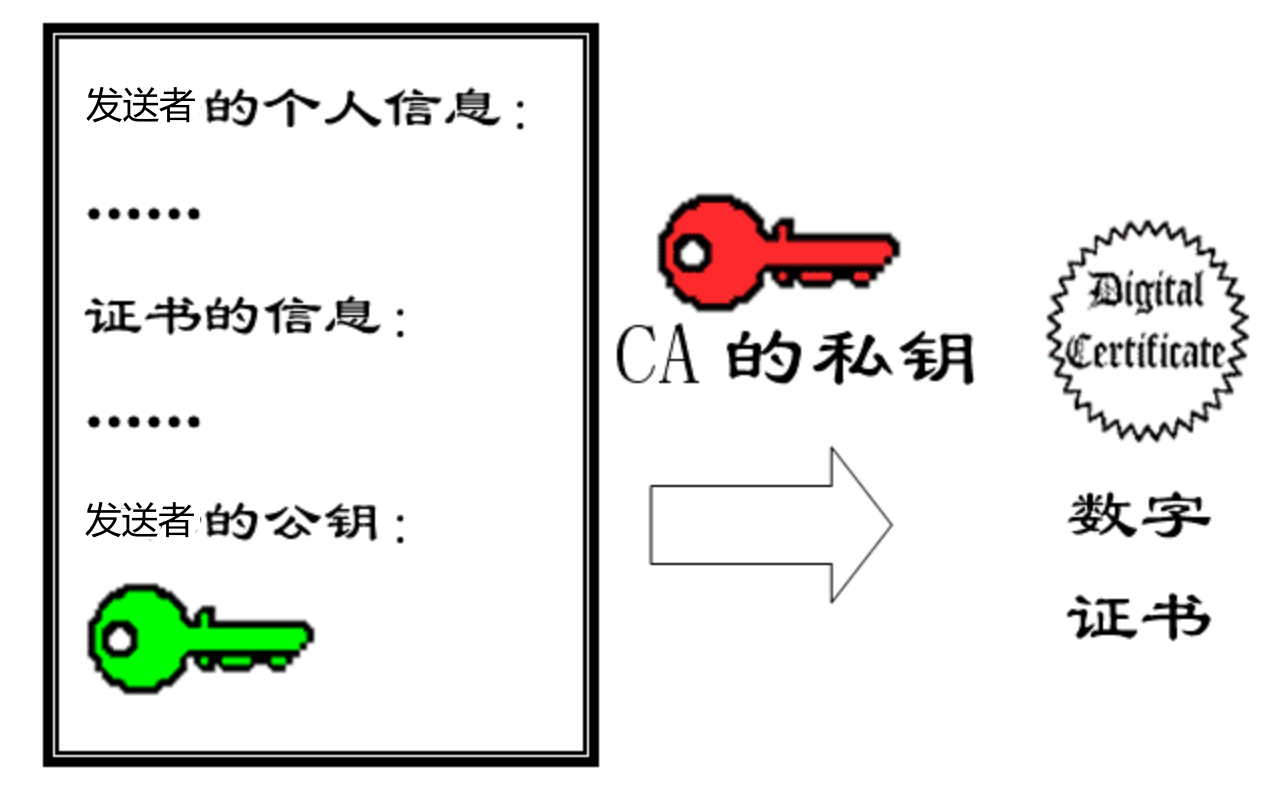 发送者的个人信息：
……
证书的信息：
……
发送者的公钥：
CA 的私钥
Digital
Certificate
数字
证书